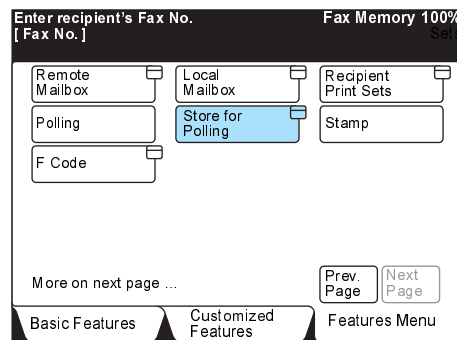 Enter recipient's Fax No. Fax Memory 100%
[ Fax No. ] Sets
Remote Mailbox
Local Mailbox
Recipient Print Sets
Polling
Store for Polling
Stamp
F Code
More on next page ...
Prev. Page
Next Page
Basic Features
Customized Features
Features Menu